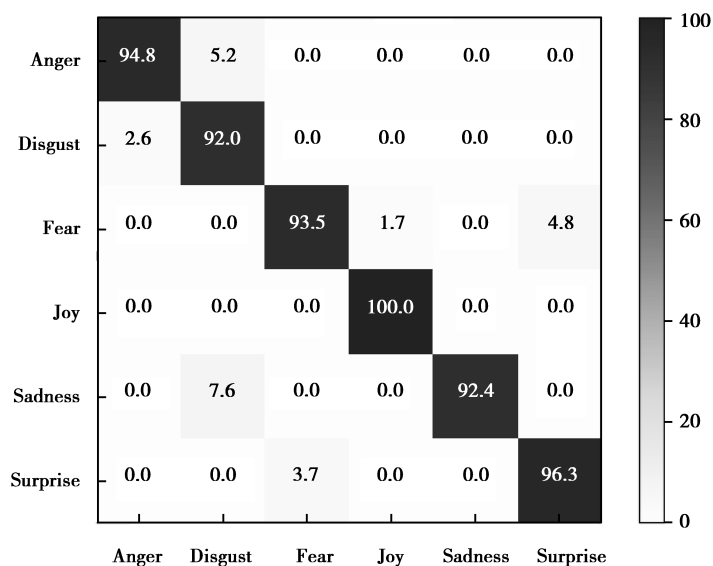 Anger 94.8 5.2 0.0 0.0 0.0 0.0
Disgust 2.6 92.0 0.0 0.0 0.0 0.0
Fear 0.0 0.0 93.5 1.7 0.0 4.8
Joy 0.0 0.0 0.0 100.0 0.0 0.0
Sadness 0.0 7.6 0.0 0.0 92.4 0.0
Surprise 0.0 0.0 3.7 0.0 0.0 96.3
Anger Disgust Fear Joy Sadness Surprise
100
80
60
40
20
0